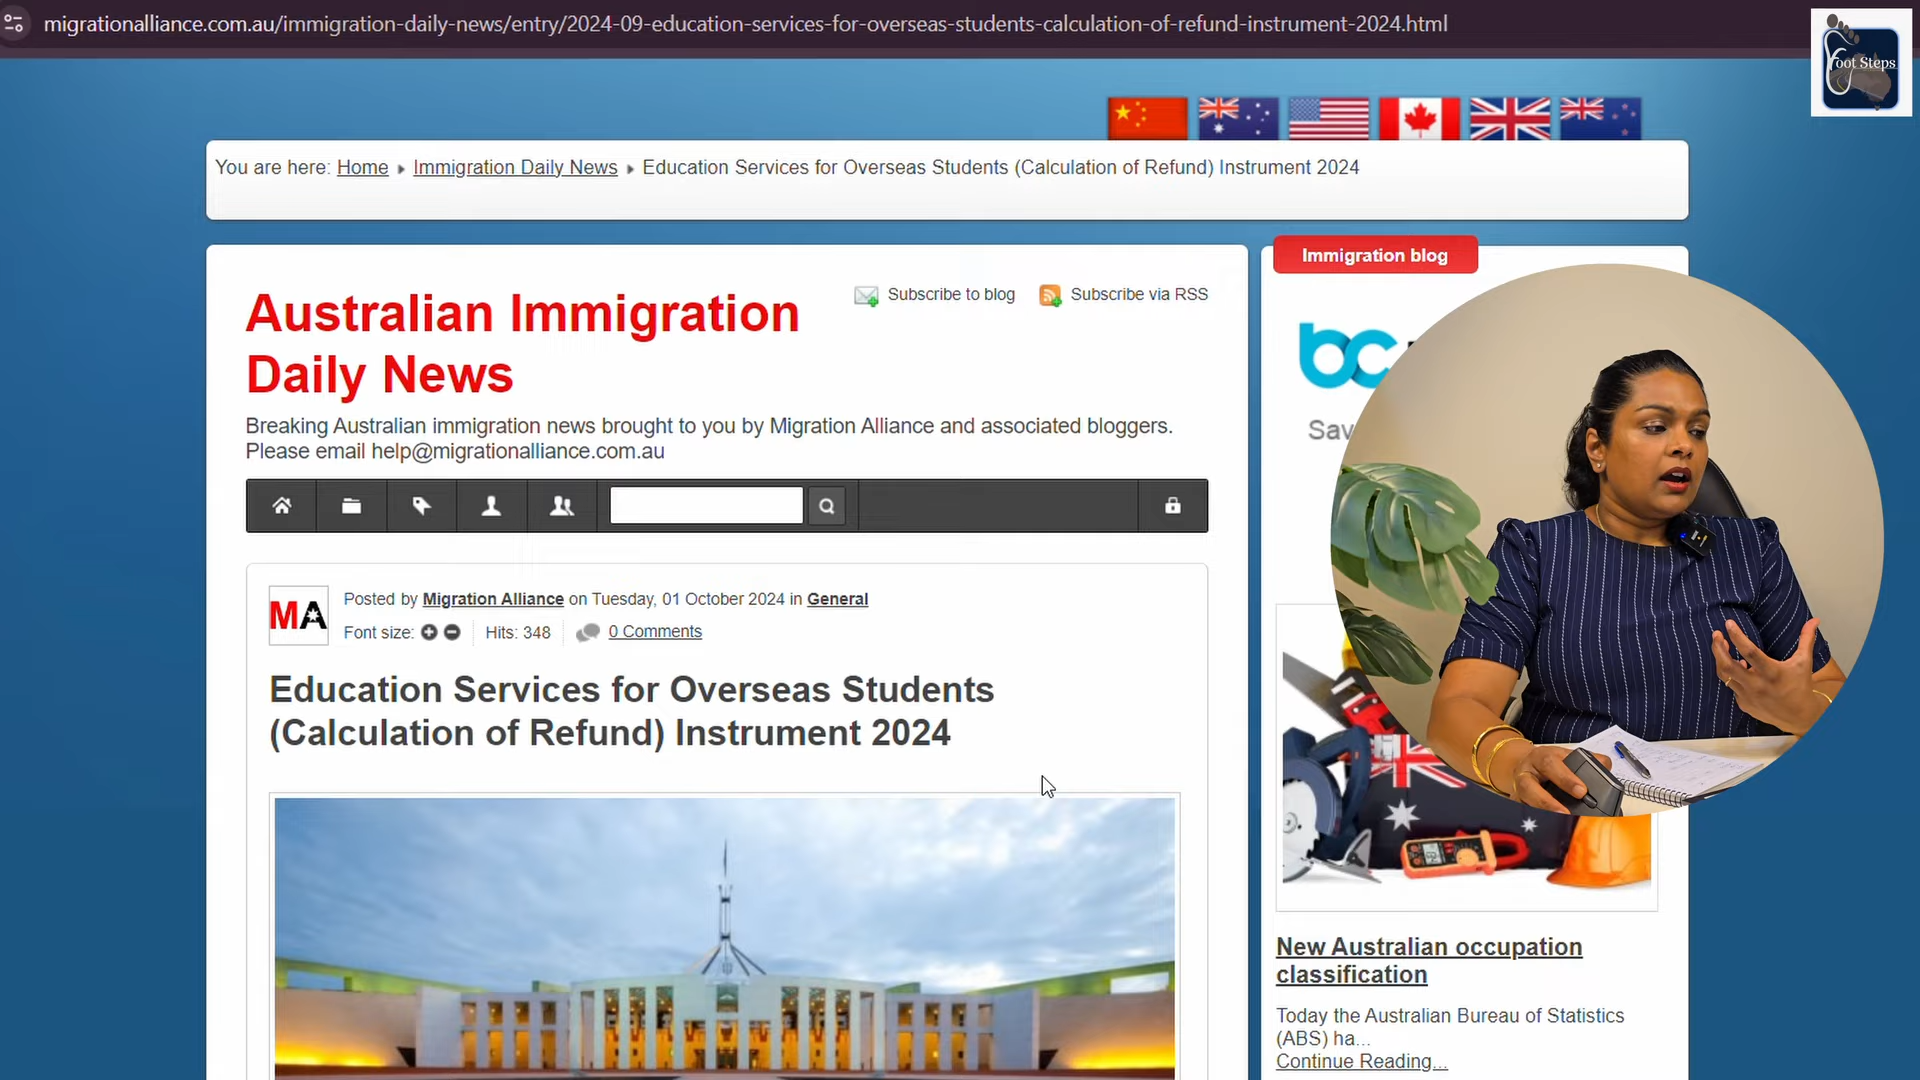 migrationalliance.com.au/immigration-daily-news/entry/2024-09-education-services-for-overseas-students-calculation-of-refund-instrument-2024.html
Foot Steps
You are here: Home Immigration Daily News Education Services for Overseas Students (Calculation of Refund) Instrument 2024
Immigration blog
Subscribe to blog Subscribe via RSS
Australian Immigration
Daily News
Breaking Australian immigration news brought to you by Migration Alliance and associated bloggers.
Please email help@migrationalliance.com.au
bc
Sav
MA
Posted by Migration Alliance on Tuesday, 01 October 2024 in General
Font size: Hits: 348 0 Comments
Education Services for Overseas Students
(Calculation of Refund) Instrument 2024
New Australian occupation
classification
Today the Australian Bureau of Statistics
(ABS) ha...
Continue Reading...